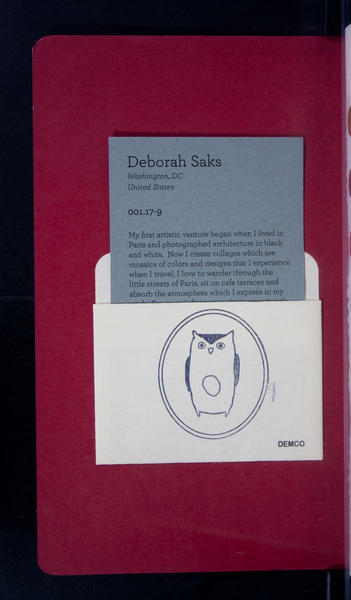 Deborah Saks
Washington, DC
United States
001.17-9
My first artistic venture began when I lived in
Paris and photographed architecture in black
and white. Now I create collages which are
mosaics of colors and designs that I experience
when I travel. I love to wander through the
little streets of Paris, sit on cafe terraces and
absorb the atmosphere which I express in my
DEMCO